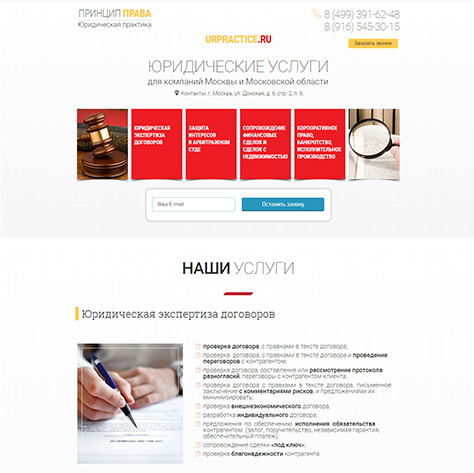 ПРИНЦИП ПРАВА
Юридическая практика
URPRACTICE.RU
8 (499) 391-62-48
8 (916) 545-30-15
Заказать звонок
ЮРИДИЧЕСКИЕ УСЛУГИ
для компаний Москвы и Московской области
Контакты: г. Москва, ул. Донская, д. 6, стр. 2, п. 6
ЮРИДИЧЕСКАЯ
ЭКСПЕРТИЗА
ДОГОВОРОВ
ЗАЩИТА
ИНТЕРЕСОВ
В АРБИТРАЖНОМ
СУДЕ
СОПРОВОЖДЕНИЕ
ФИНАНСОВЫХ
СДЕЛОК И
СДЕЛОК С
НЕДВИЖИМОСТЬЮ
КОРПОРАТИВНОЕ
ПРАВО,
БАНКРОТСТВО,
ИСПОЛНИТЕЛЬНОЕ
ПРОИЗВОДСТВО
Ваш E-mail
Оставить заявку
НАШИ УСЛУГИ
Юридическая экспертиза договоров
проверка договора, с правками в тексте договора;
проверка договора, с правками в тексте договора и проведение
переговоров с контрагентом;
проверка договора, составление или рассмотрение протокола
разногласий, переговоры с контрагентом клиента;
проверка договора с правками в тексте договора, письменное
заключение с комментариями рисков, и предложениями их
минимизировать;
проверка внешнеэкономического договора;
разработка индивидуального договора;
предложения по обеспечению исполнения обязательства
контрагентом (залог, поручительство, независимая гарантия,
обеспечительный платеж);
сопровождение сделки «под ключ»;
проверка благонадежности контрагента.